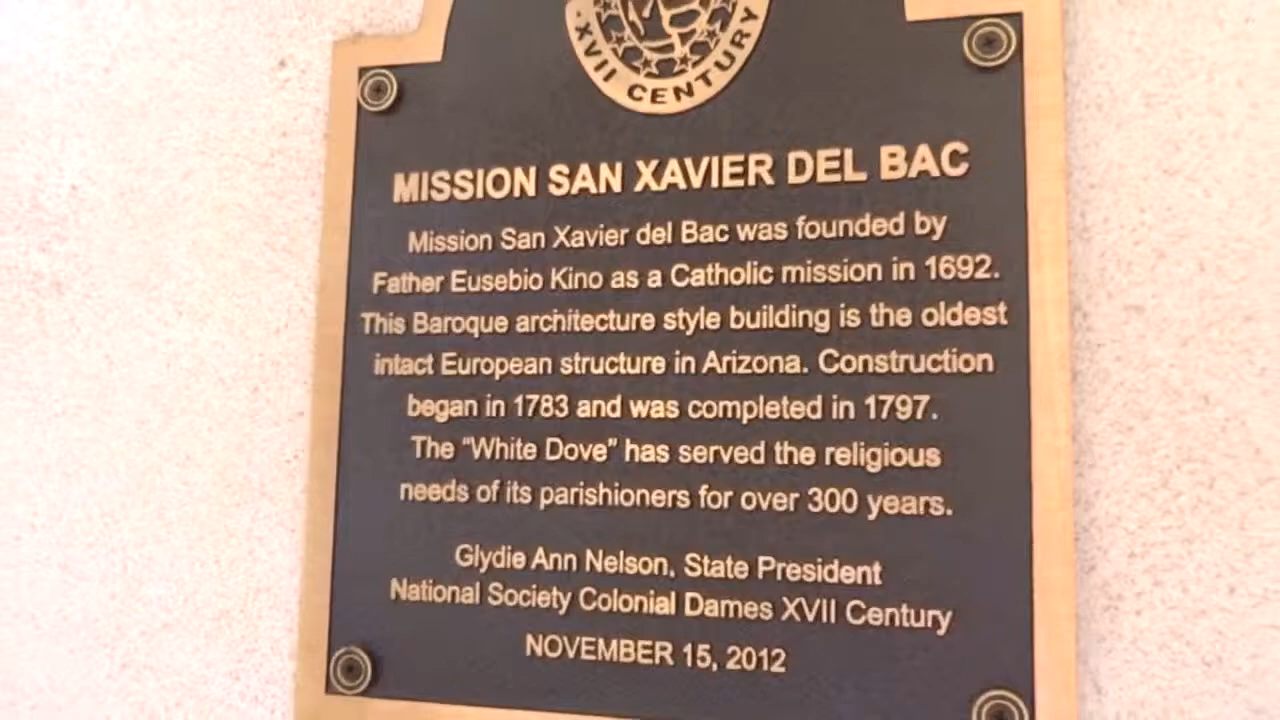 XVII CENTURY
MISSION SAN XAVIER DEL BAC
Mission San Xavier del Bac was founded by
Father Eusebio Kino as a Catholic mission in 1692.
This Baroque architecture style building is the oldest
intact European structure in Arizona. Construction
began in 1783 and was completed in 1797.
The "White Dove" has served the religious
needs of its parishioners for over 300 years.
Glydie Ann Nelson, State President
National Society Colonial Dames XVII Century
NOVEMBER 15, 2012